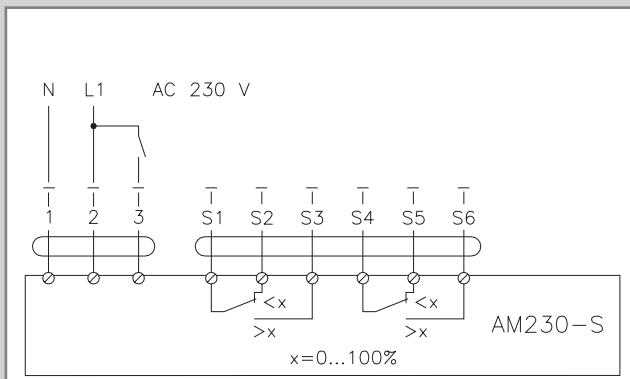 N L1 AC 230 V
1 2 3 S1 S2 S3 S4 S5 S6
<x <x
>x >x
AM230-S
x=0...100%